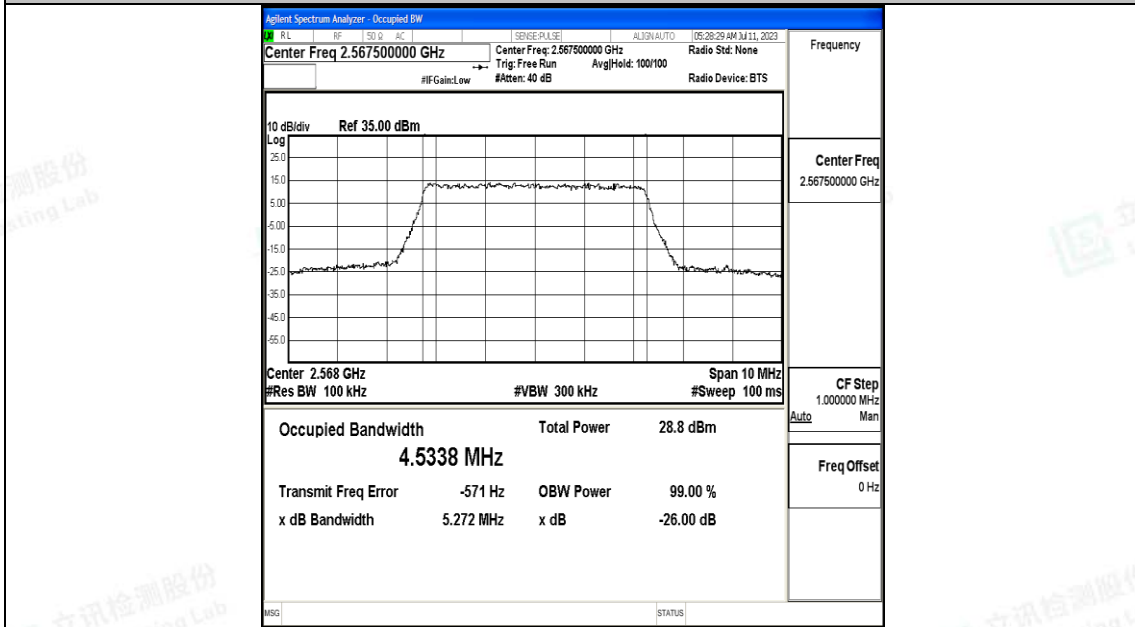 Agilent Spectrum Analyzer - Occupied BW
RL RF 50 Ω AC SENSE:PULSE ALIGN AUTO 05:28:29 AM Jul 11, 2023
Center Freq 2.567500000 GHz
Center Freq: 2.567500000 GHz Radio Std: None
Trig: Free Run Avg|Hold: 100/100
#IFGain:Low #Atten: 40 dB Radio Device: BTS
Frequency
10 dB/div Ref 35.00 dBm
Log
25.0
15.0
5.00
-5.00
-15.0
-25.0
-35.0
-45.0
-55.0
Center 2.568 GHz Span 10 MHz
#Res BW 100 kHz #VBW 300 kHz #Sweep 100 ms
Center Freq
2.567500000 GHz
CF Step
1.000000 MHz
Auto Man
Freq Offset
0 Hz
Occupied Bandwidth Total Power 28.8 dBm
4.5338 MHz
Transmit Freq Error -571 Hz OBW Power 99.00 %
x dB Bandwidth 5.272 MHz x dB -26.00 dB
MSG STATUS
立讯检测股份